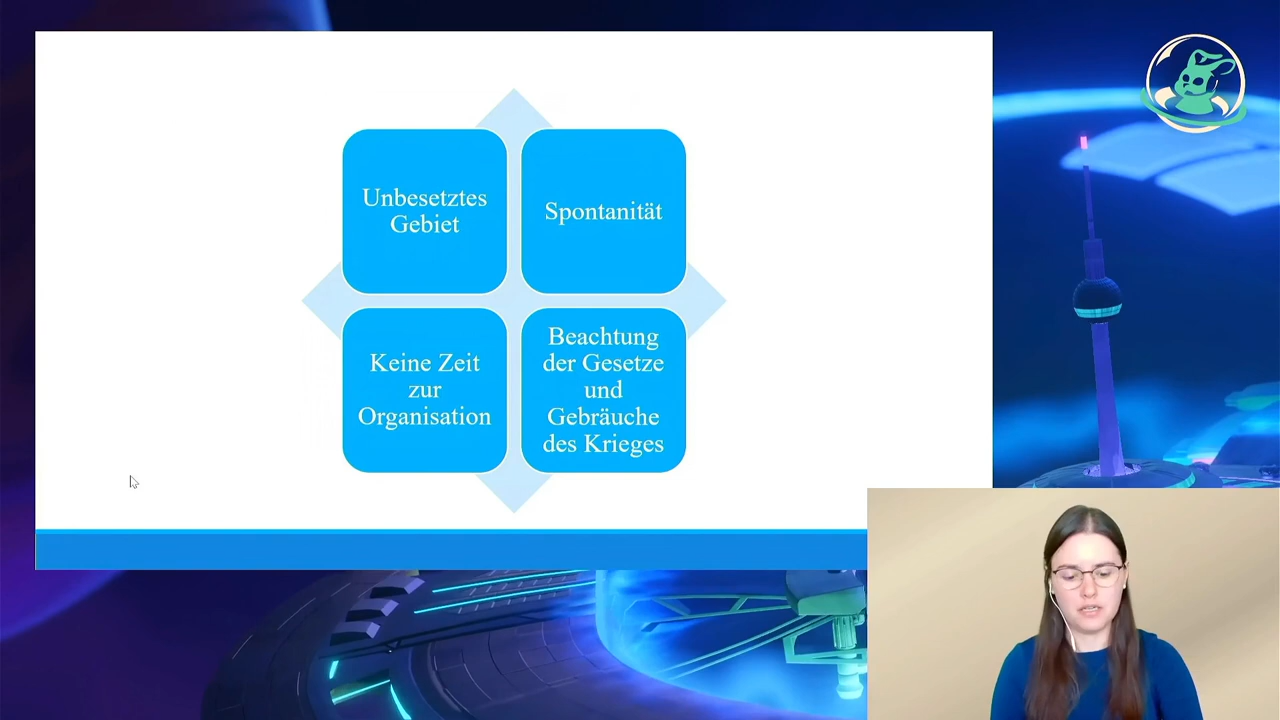 Unbesetztes
Gebiet
Spontanität
Keine Zeit
zur
Organisation
Beachtung
der Gesetze
und
Gebräuche
des Krieges